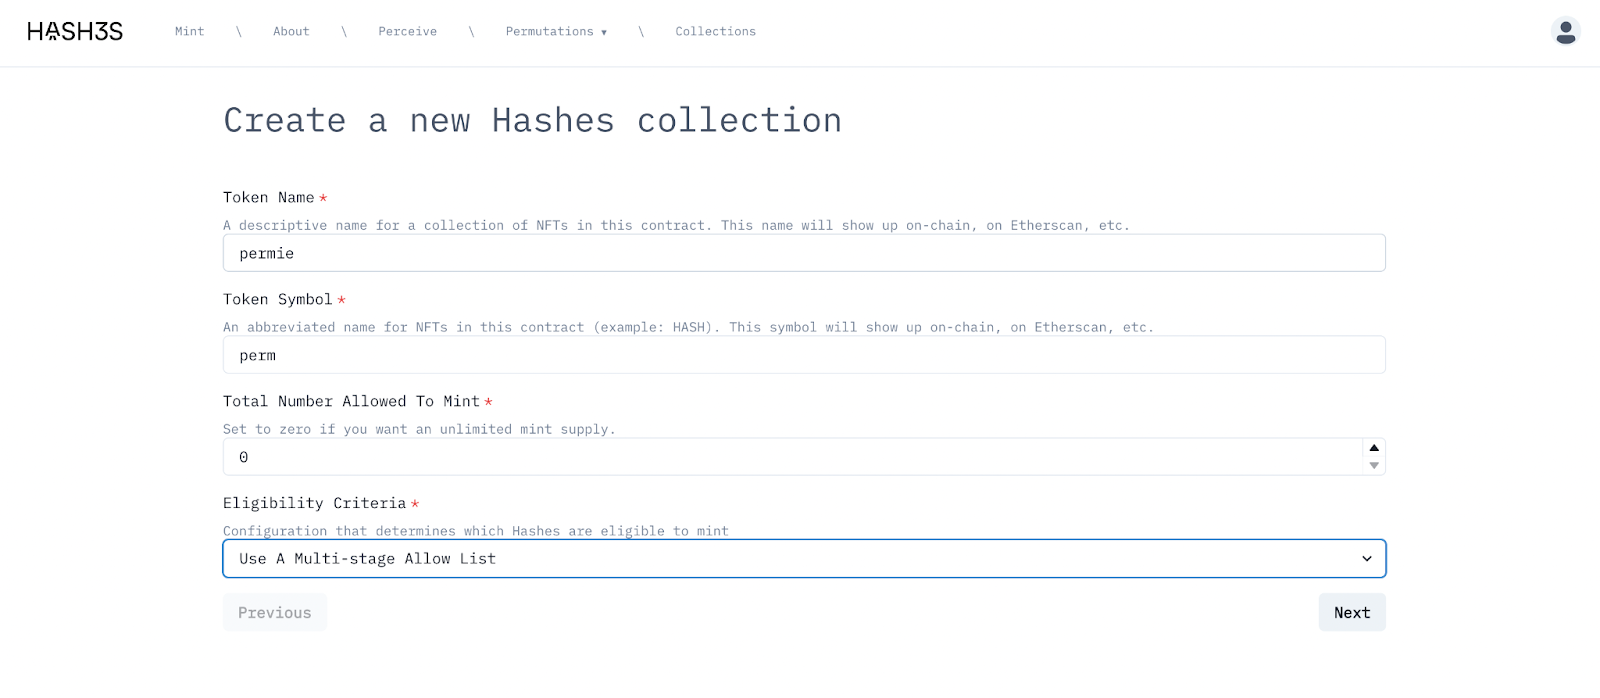 HASH3S Mint \ About \ Perceive \ Permutations ▾ \ Collections
Create a new Hashes collection
Token Name *
A descriptive name for a collection of NFTs in this contract. This name will show up on-chain, on Etherscan, etc.
permie
Token Symbol *
An abbreviated name for NFTs in this contract (example: HASH). This symbol will show up on-chain, on Etherscan, etc.
perm
Total Number Allowed To Mint *
Set to zero if you want an unlimited mint supply.
0
Eligibility Criteria *
Configuration that determines which Hashes are eligible to mint
Use A Multi-stage Allow List
Previous Next